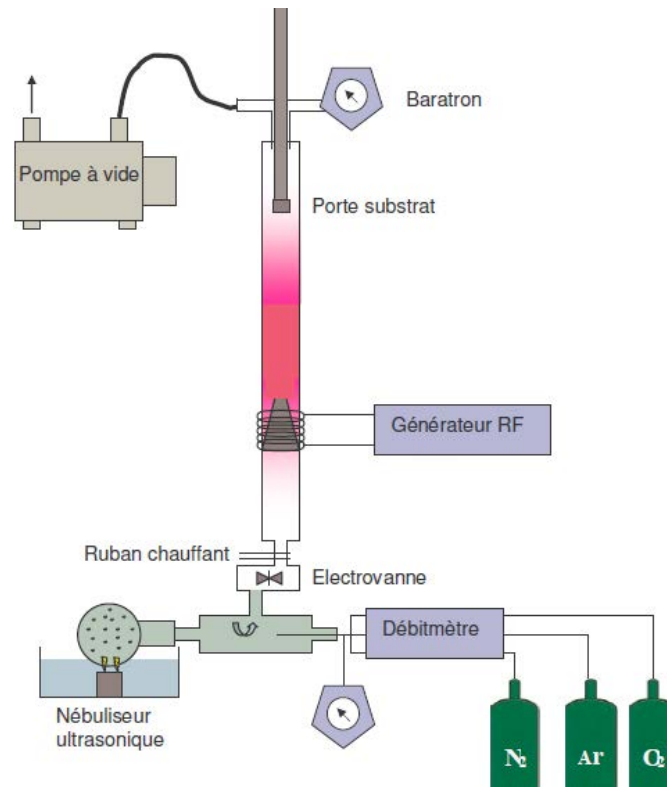 Baratron
Pompe à vide
Porte substrat
Générateur RF
Ruban chauffant
Electrovanne
Débitmètre
Nébuliseur
ultrasonique
N2
Ar
O2